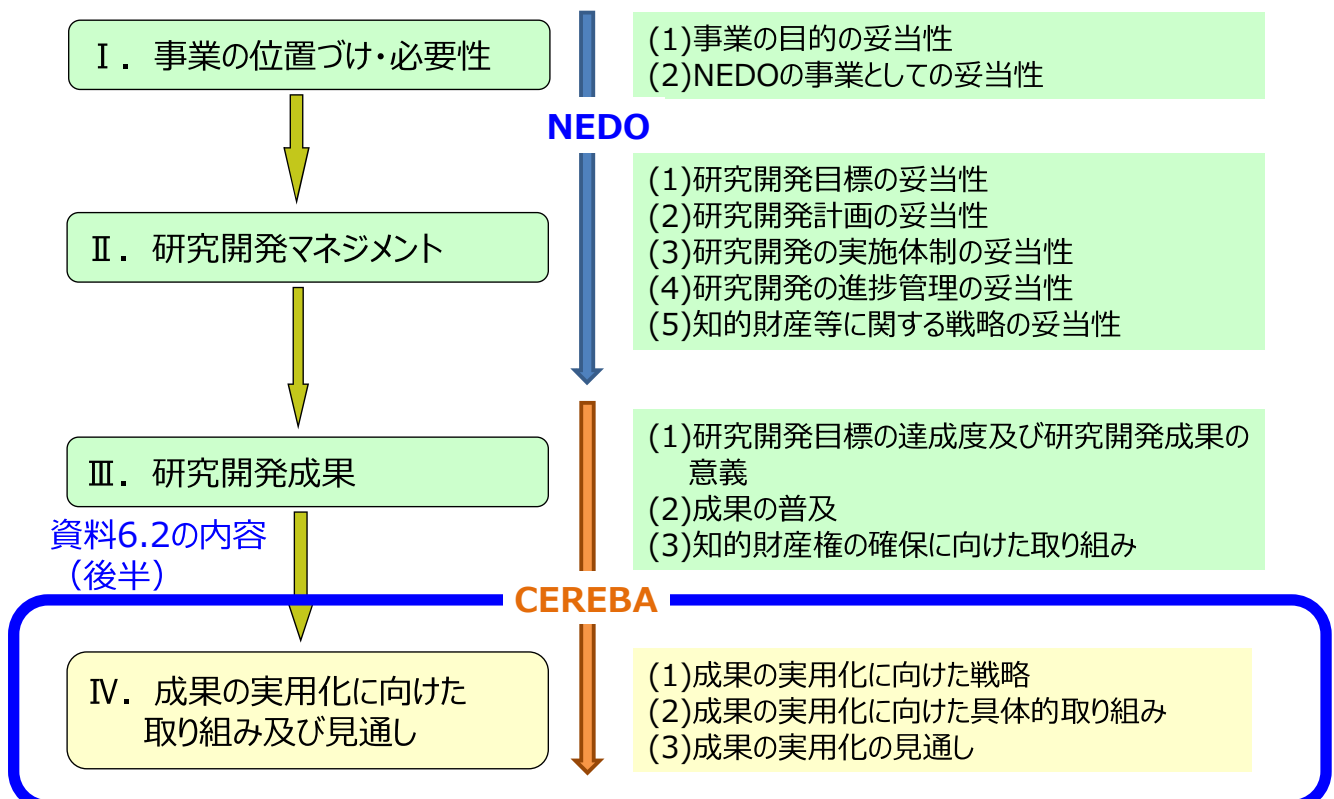 Ⅰ．事業の位置づけ・必要性
(1)事業の目的の妥当性
(2)NEDOの事業としての妥当性
NEDO
Ⅱ．研究開発マネジメント
(1)研究開発目標の妥当性
(2)研究開発計画の妥当性
(3)研究開発の実施体制の妥当性
(4)研究開発の進捗管理の妥当性
(5)知的財産等に関する戦略の妥当性
Ⅲ．研究開発成果
(1)研究開発目標の達成度及び研究開発成果の
意義
(2)成果の普及
(3)知的財産権の確保に向けた取り組み
資料6.2の内容
（後半）
CEREBA
Ⅳ．成果の実用化に向けた
取り組み及び見通し
(1)成果の実用化に向けた戦略
(2)成果の実用化に向けた具体的取り組み
(3)成果の実用化の見通し